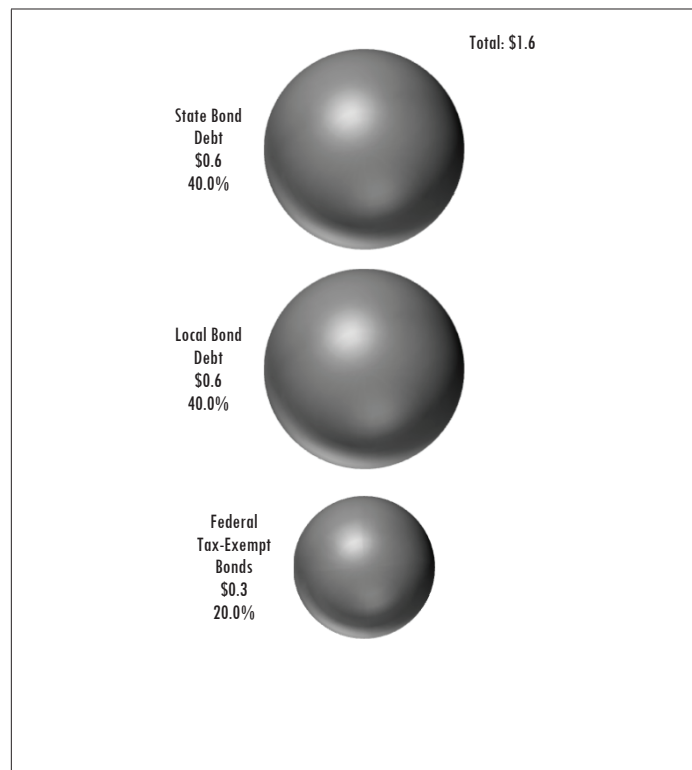 Total: $1.6
State Bond
Debt
$0.6
40.0%
Local Bond
Debt
$0.6
40.0%
Federal
Tax-Exempt
Bonds
$0.3
20.0%